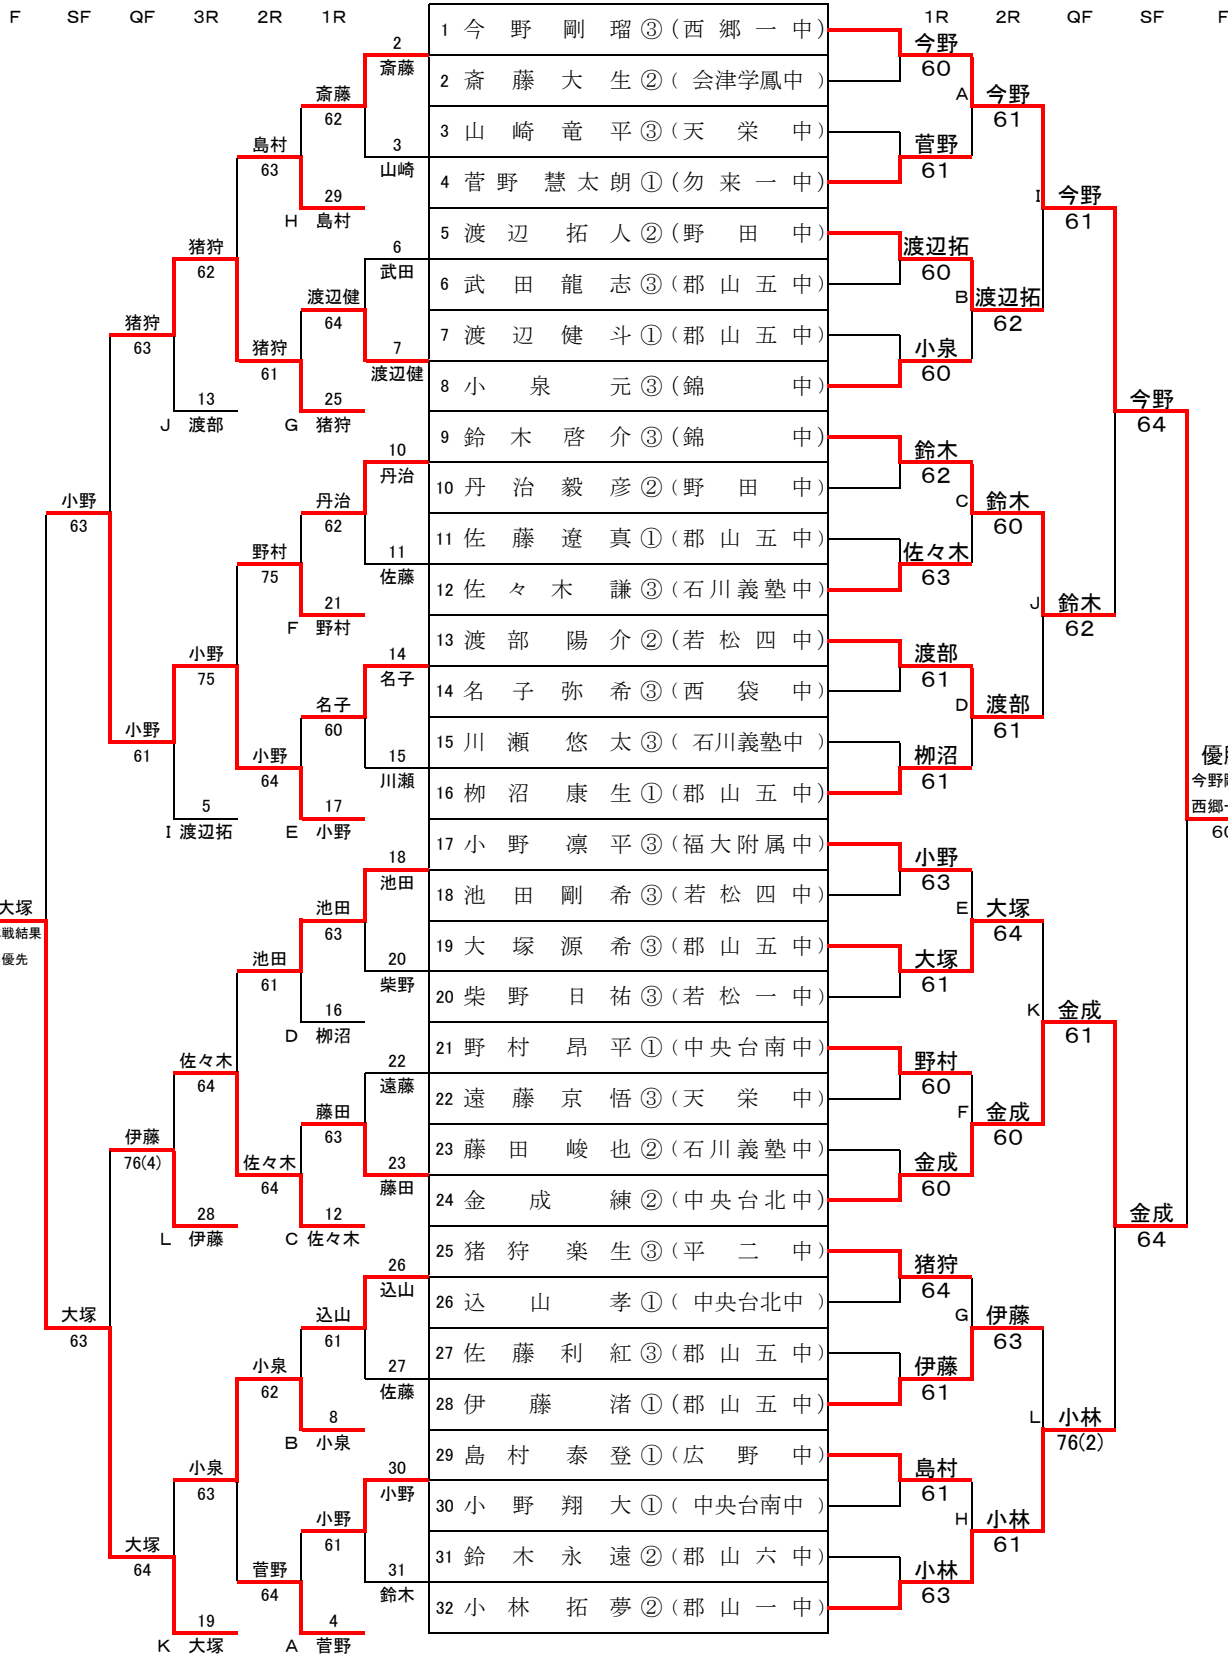 F SF QF 3R 2R 1R
1R 2R QF SF F
1 今野剛瑠③(西郷一中)
2 斎藤大生②(会津学鳳中)
3 山崎竜平③(天栄中)
4 菅野慧太朗①(勿来一中)
5 渡辺拓人②(野田中)
6 武田龍志③(郡山五中)
7 渡辺健斗①(郡山五中)
8 小泉元③(錦中)
9 鈴木啓介③(錦中)
10 丹治毅彦②(野田中)
11 佐藤遼真①(郡山五中)
12 佐々木謙③(石川義塾中)
13 渡部陽介②(若松四中)
14 名子弥希③(西袋中)
15 川瀬悠太③(石川義塾中)
16 栁沼康生①(郡山五中)
17 小野凛平③(福大附属中)
18 池田剛希③(若松四中)
19 大塚源希③(郡山五中)
20 柴野日祐③(若松一中)
21 野村昂平①(中央台南中)
22 遠藤京悟③(天栄中)
23 藤田峻也②(石川義塾中)
24 金成練②(中央台北中)
25 猪狩楽生③(平二中)
26 込山孝①(中央台北中)
27 佐藤利紅③(郡山五中)
28 伊藤渚①(郡山五中)
29 島村泰登①(広野中)
30 小野翔大①(中央台南中)
31 鈴木永遠②(郡山六中)
32 小林拓夢②(郡山一中)
2
斎藤
3
山崎
6
武田
7
渡辺健
10
丹治
11
佐藤
14
名子
15
川瀬
18
池田
20
柴野
22
遠藤
23
藤田
26
込山
27
佐藤
30
小野
31
鈴木
斎藤
62
29
H 島村
渡辺健
64
25
G 猪狩
丹治
62
21
F 野村
名子
60
17
E 小野
池田
63
16
D 栁沼
藤田
63
12
C 佐々木
込山
61
8
B 小泉
小野
61
4
A 菅野
島村
63
猪狩
61
野村
75
小野
64
池田
61
佐々木
64
小泉
62
菅野
64
猪狩
62
13
J 渡部
小野
75
5
I 渡辺拓
佐々木
64
28
L 伊藤
小泉
63
19
K 大塚
猪狩
63
小野
61
伊藤
76(4)
大塚
64
小野
63
大塚
63
大塚
戦結果
優先
今野
60
菅野
61
渡辺拓
60
小泉
60
鈴木
62
佐々木
63
渡部
61
栁沼
61
小野
63
大塚
61
野村
60
金成
60
猪狩
64
伊藤
61
島村
61
小林
63
A 今野
61
B 渡辺拓
62
C 鈴木
60
D 渡部
61
E 大塚
64
F 金成
60
G 伊藤
63
H 小林
61
I 今野
61
J 鈴木
62
K 金成
61
L 小林
76(2)
今野
64
金成
64
優
今野
西郷
60